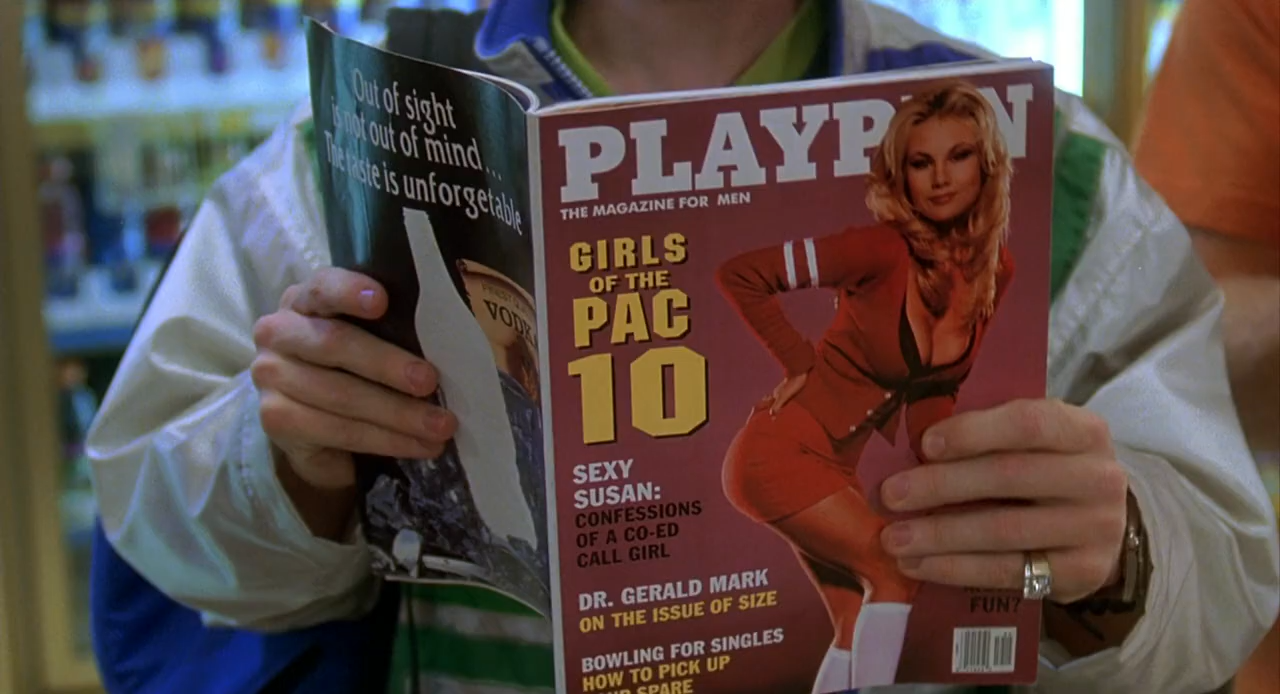 Out of sight
is not out of mind...
The taste is unforgetable
VODK
PLAYP N
THE MAGAZINE FOR MEN
GIRLS
OF THE
PAC
10
SEXY
SUSAN:
CONFESSIONS
OF A CO-ED
CALL GIRL
DR. GERALD MARK
ON THE ISSUE OF SIZE
BOWLING FOR SINGLES
HOW TO PICK UP
SPARE
FUN?